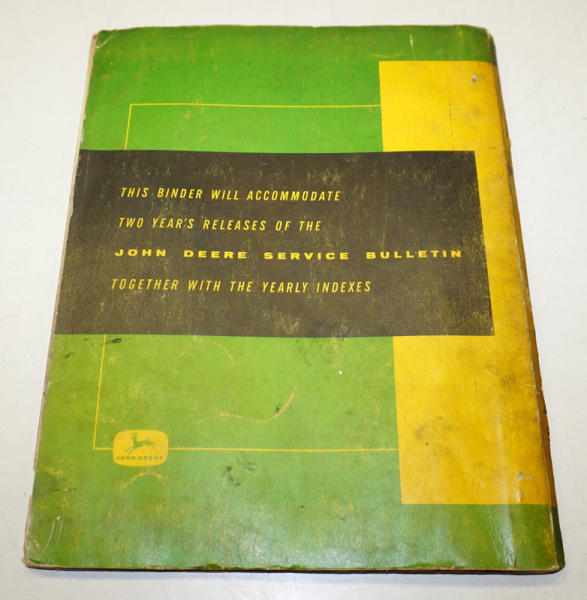 THIS BINDER WILL ACCOMMODATE
TWO YEAR'S RELEASES OF THE
JOHN DEERE SERVICE BULLETIN
TOGETHER WITH THE YEARLY INDEXES
JOHN DEERE